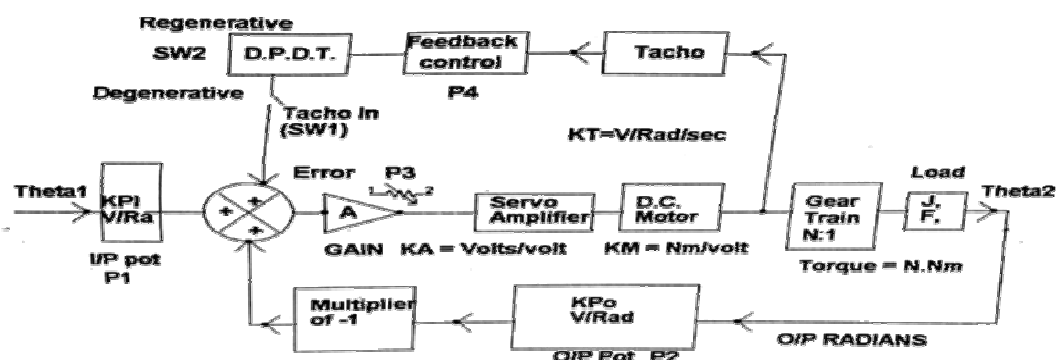 Regenerative
SW2
D.P.D.T.
Feedback
control
Tacho
Degenerative
P4
Tacho In
(SW1)
KT=V/Rad/sec
Theta1
KPI
V/Ra
I/P pot
P1
+
+
+
Error
P3
1
2
A
GAIN KA = Volts/volt
Servo
Amplifier
D.C.
Motor
KM = Nm/volt
Gear
Train
N:1
Torque = N.Nm
Load
J,
F,
Theta2
Multiplier
of -1
KPo
V/Rad
O/P Pot P2
O/P RADIANS